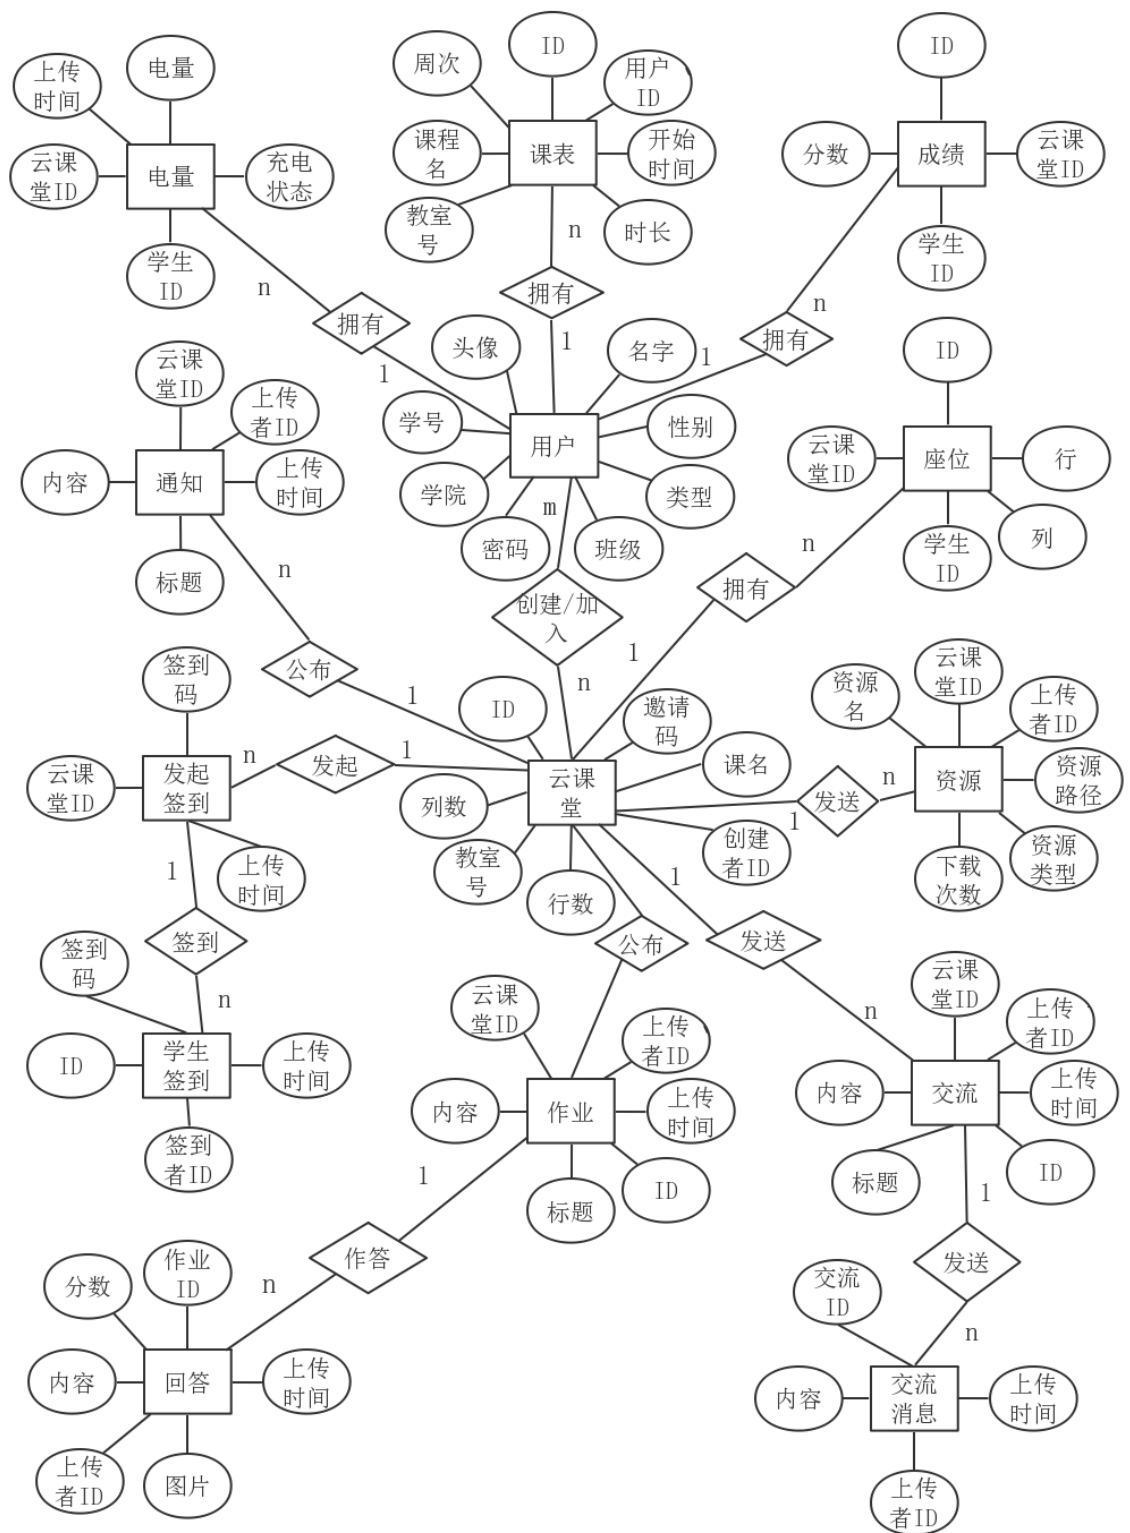 ID
ID
电量
周次
用户
ID
上传
时间
课程
名
课表
开始
时间
分数
成绩
云课
堂ID
云课
堂ID
电量
充电
状态
教室
号
n
时长
学生
ID
学生
ID
n
拥有
n
拥有
1
拥有
头像
名字
1
ID
云课
堂ID
1
上传
者ID
学号
用户
性别
云课
堂ID
座位
行
内容
通知
上传
时间
学院
m
类型
密码
班级
n
学生
ID
列
标题
n
创建/加
入
拥有
公布
1
签到
码
1
n
ID
邀请
码
资源
名
云课
堂ID
上传
者ID
云课
堂ID
发起
签到
n
发起
1
列数
云课
堂
课名
发送
n
资源
资源
路径
1
创建
者ID
教室
号
行数
1
上传
时间
1
下载
次数
资源
类型
签到
签到
码
公布
发送
n
云课
堂ID
云课
堂ID
n
上传
者ID
上传
者ID
ID
学生
签到
上传
时间
内容
作业
上传
时间
内容
交流
上传
时间
签到
者ID
1
标题
ID
标题
1
ID
作答
发送
分数
作业
ID
n
交流
ID
n
内容
回答
上传
时间
内容
交流
消息
上传
时间
上传
者ID
图片
上传
者ID